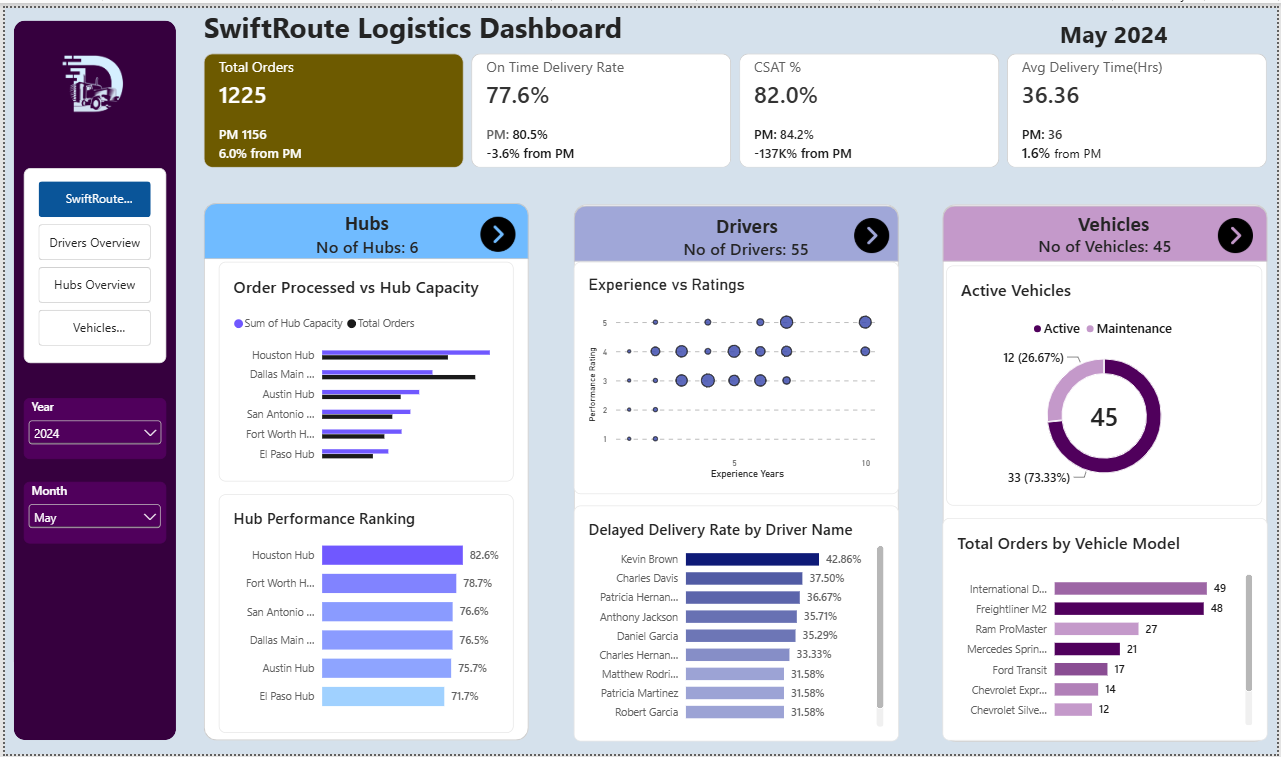 SwiftRoute Logistics Dashboard
May 2024
Total Orders
1225
PM 1156
6.0% from PM
On Time Delivery Rate
77.6%
PM: 80.5%
-3.6% from PM
CSAT %
82.0%
PM: 84.2%
-137K% from PM
Avg Delivery Time(Hrs)
36.36
PM: 36
1.6% from PM
SwiftRoute...
Drivers Overview
Hubs Overview
Vehicles...
Year
2024
Month
May
Hubs
No of Hubs: 6
Order Processed vs Hub Capacity
Sum of Hub Capacity Total Orders
Houston Hub
Dallas Main ...
Austin Hub
San Antonio ...
Fort Worth H...
El Paso Hub
Hub Performance Ranking
Houston Hub 82.6%
Fort Worth H... 78.7%
San Antonio ... 76.6%
Dallas Main ... 76.5%
Austin Hub 75.7%
El Paso Hub 71.7%
Drivers
No of Drivers: 55
Experience vs Ratings
Performance Rating
5
4
3
2
1
5 10
Experience Years
Delayed Delivery Rate by Driver Name
Kevin Brown 42.86%
Charles Davis 37.50%
Patricia Hernan... 36.67%
Anthony Jackson 35.71%
Daniel Garcia 35.29%
Charles Hernan... 33.33%
Matthew Rodri... 31.58%
Patricia Martinez 31.58%
Robert Garcia 31.58%
Vehicles
No of Vehicles: 45
Active Vehicles
Active Maintenance
12 (26.67%)
45
33 (73.33%)
Total Orders by Vehicle Model
International D... 49
Freightliner M2 48
Ram ProMaster 27
Mercedes Sprin... 21
Ford Transit 17
Chevrolet Expr... 14
Chevrolet Silve... 12